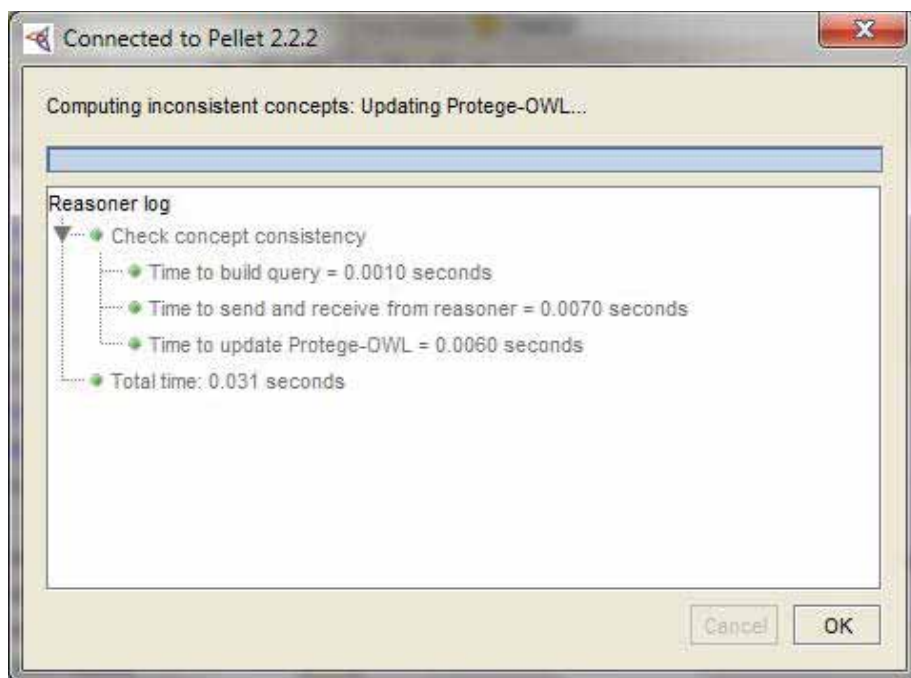 Connected to Pellet 2.2.2
Computing inconsistent concepts: Updating Protege-OWL...
Reasoner log
Check concept consistency
Time to build query = 0.0010 seconds
Time to send and receive from reasoner = 0.0070 seconds
Time to update Protege-OWL = 0.0060 seconds
Total time: 0.031 seconds
Cancel OK